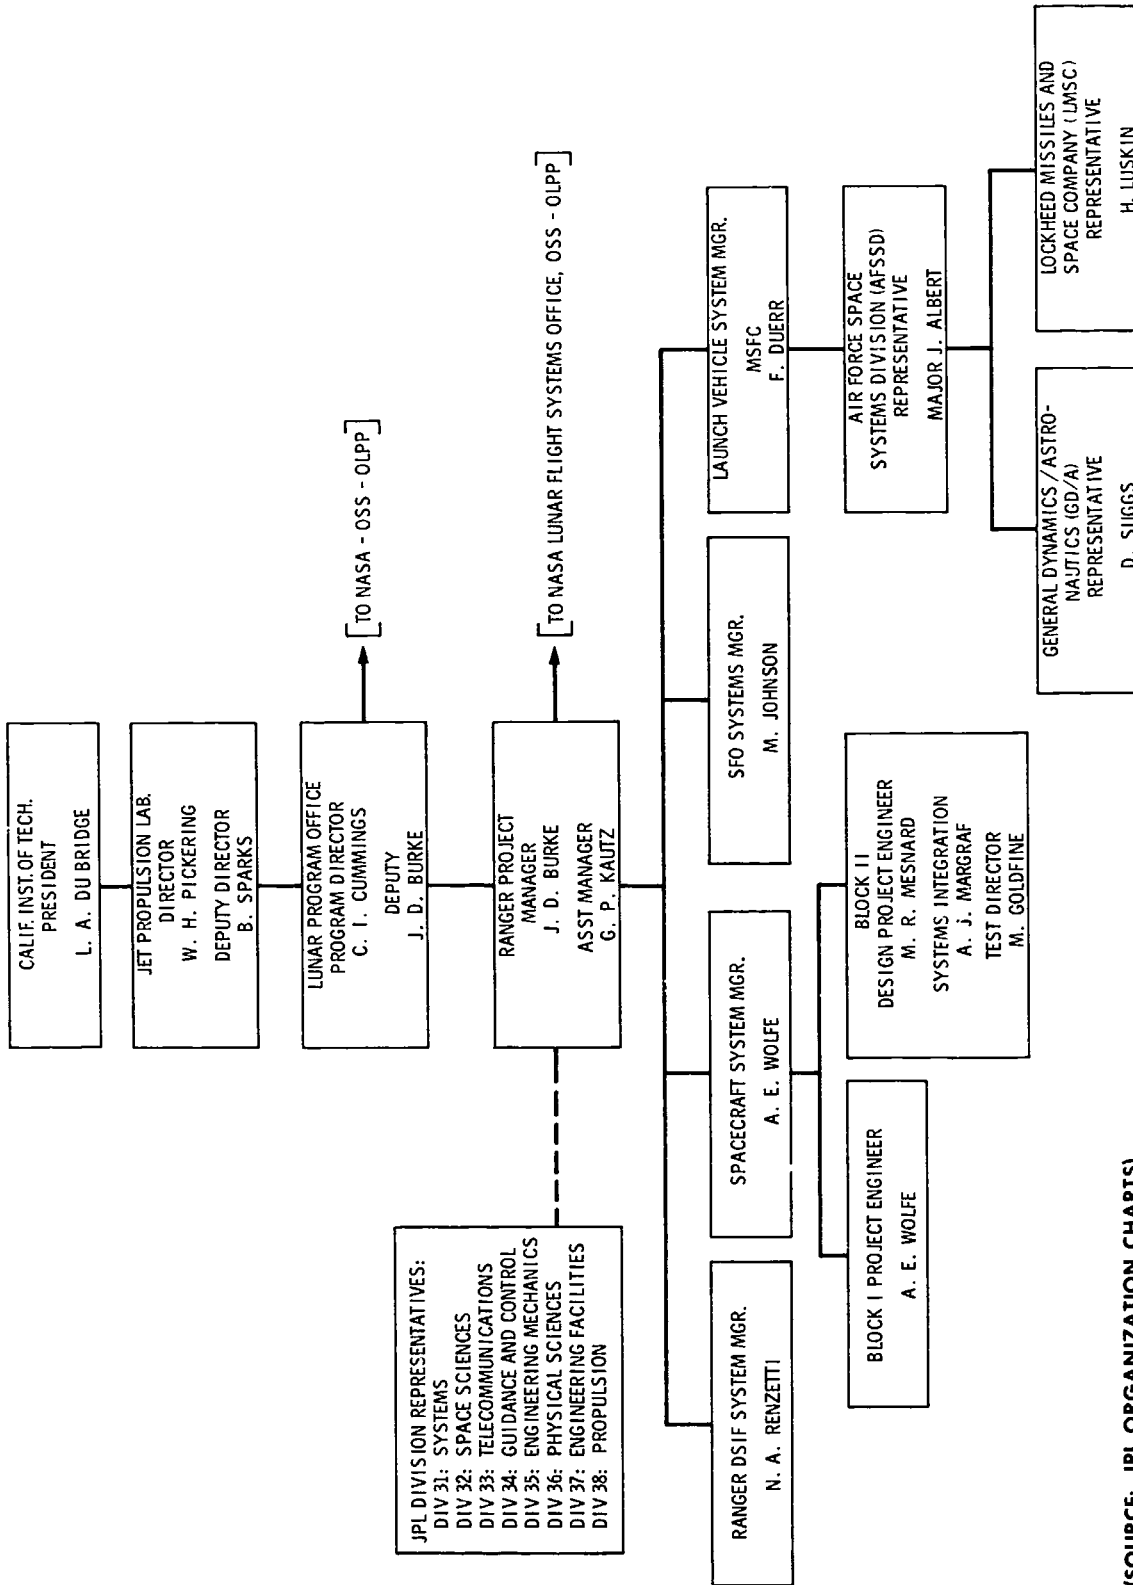 CALIF. INST. OF TECH.
PRESIDENT
L. A. DU BRIDGE
JET PROPULSION LAB.
DIRECTOR
W. H. PICKERING
DEPUTY DIRECTOR
B. SPARKS
LUNAR PROGRAM OFFICE
PROGRAM DIRECTOR
C. I. CUMMINGS
DEPUTY
J. D. BURKE
[TO NASA - OSS - OLPP]
JPL DIVISION REPRESENTATIVES:
DIV 31: SYSTEMS
DIV 32: SPACE SCIENCES
DIV 33: TELECOMMUNICATIONS
DIV 34: GUIDANCE AND CONTROL
DIV 35: ENGINEERING MECHANICS
DIV 36: PHYSICAL SCIENCES
DIV 37: ENGINEERING FACILITIES
DIV 38: PROPULSION
RANGER PROJECT
MANAGER
J. D. BURKE
ASST MANAGER
G. P. KAUTZ
[TO NASA LUNAR FLIGHT SYSTEMS OFFICE, OSS - OLPP]
RANGER DSIF SYSTEM MGR.
N. A. RENZETTI
SPACECRAFT SYSTEM MGR.
A. E. WOLFE
SFO SYSTEMS MGR.
M. JOHNSON
LAUNCH VEHICLE SYSTEM MGR.
MSFC
F. DUERR
BLOCK I PROJECT ENGINEER
A. E. WOLFE
BLOCK II
DESIGN PROJECT ENGINEER
M. R. MESNARD
SYSTEMS INTEGRATION
A. J. MARGRAF
TEST DIRECTOR
M. GOLDFINE
AIR FORCE SPACE
SYSTEMS DIVISION (AFSSD)
REPRESENTATIVE
MAJOR J. ALBERT
GENERAL DYNAMICS/ASTRO-
NAUTICS (GD/A)
REPRESENTATIVE
D. SUGGS
LOCKHEED MISSILES AND
SPACE COMPANY (LMSC)
REPRESENTATIVE
H. LUSKIN
(SOURCE: JPL ORGANIZATION CHARTS)